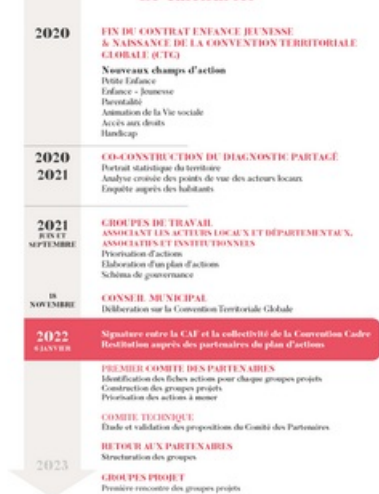 2020
FIN DU CONTRAT ENFANCE JEUNESSE
& NAISSANCE DE LA CONVENTION TERRITORIALE
GLOBALE (CTG)
Nouveaux champs d'action
Petite Enfance
Enfance - Jeunesse
Parentalité
Animation de la Vie sociale
Accès aux droits
Handicap
2020
2021
CO-CONSTRUCTION DU DIAGNOSTIC PARTAGÉ
Portrait statistique du territoire
Analyse croisée des points de vue des acteurs locaux
Enquête auprès des habitants
2021
JUIN ET
SEPTEMBRE
GROUPES DE TRAVAIL
ASSOCIANT LES ACTEURS LOCAUX ET DÉPARTEMENTAUX,
ASSOCIATIFS ET INSTITUTIONNELS
Priorisation d'actions
Elaboration d'un plan d'actions
Schéma de gouvernance
18
NOVEMBRE
CONSEIL MUNICIPAL
Délibération sur la Convention Territoriale Globale
2022
6 JANVIER
Signature entre la CAF et la collectivité de la Convention Cadre
Restitution auprès des partenaires du plan d'actions
PREMIER COMITE DES PARTENAIRES
Identification des fiches actions pour chaque groupes projets
Construction des groupes projets
Priorisation des actions à mener
COMITE TECHNIQUE
Étude et validation des propositions du Comité des Partenaires
RETOUR AUX PARTENAIRES
Structuration des groupes
2023
GROUPES PROJET
Première rencontre des groupes projets